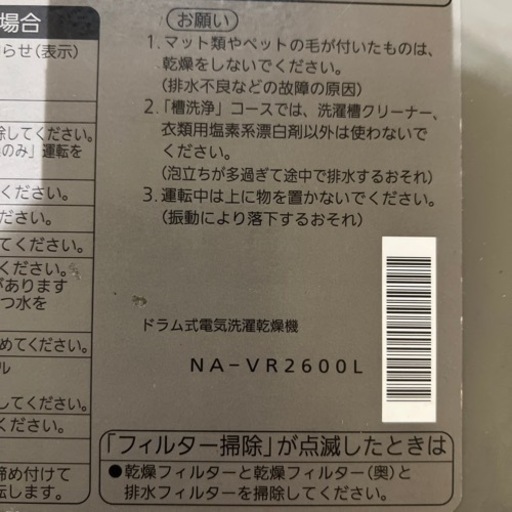 場合
らせ(表示)
除してください。
のみ」運転を
ください。
ださい。
てください。
ください。
があります
つ水を
めてください。
ル
してください。
ください。
締め付けて
転します。
お願い
1. マット類やペットの毛が付いたものは、
乾燥をしないでください。
(排水不良などの故障の原因)
2.「槽洗浄」コースでは、洗濯槽クリーナー、
衣類用塩素系漂白剤以外は使わないで
ください。
(泡立ちが多過ぎて途中で排水するおそれ)
3. 運転中は上に物を置かないでください。
(振動により落下するおそれ)
ドラム式電気洗濯乾燥機
NA-VR2600L
「フィルター掃除」が点滅したときは
●乾燥フィルターと乾燥フィルター(奥)と
排水フィルターを掃除してください。